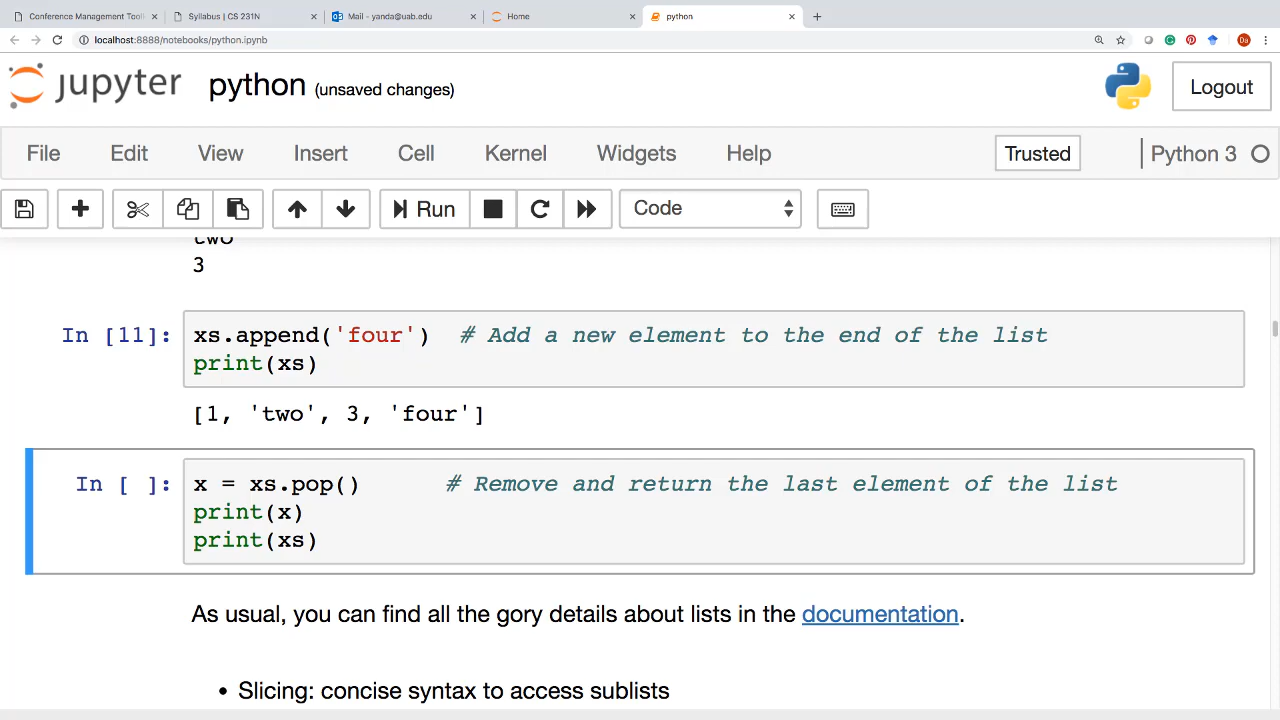 Conference Management Toolk
Syllabus | CS 231N
Mail - yanda@uab.edu
Home
python
localhost:8888/notebooks/python.ipynb
Da
jupyter python (unsaved changes)
Logout
File Edit View Insert Cell Kernel Widgets Help
Trusted
Python 3
Run
Code
two
3
In [11]: xs.append('four')  # Add a new element to the end of the list
print(xs)
[1, 'two', 3, 'four']
In [ ]: x = xs.pop()      # Remove and return the last element of the list
print(x)
print(xs)
As usual, you can find all the gory details about lists in the documentation.
• Slicing: concise syntax to access sublists